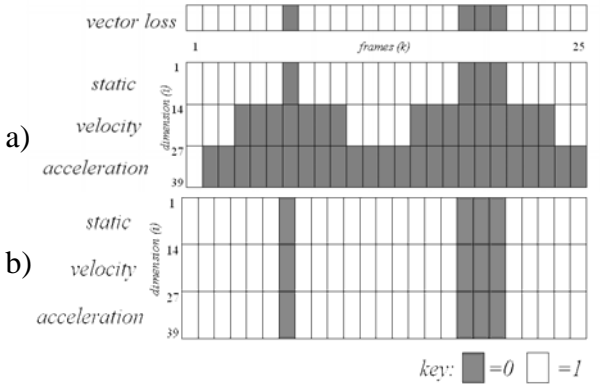 vector loss
1 frames (k) 25
a)
static
velocity
acceleration
dimension (i)
1
14
27
39
b)
static
velocity
acceleration
dimension (i)
1
14
27
39
key: =0 =1